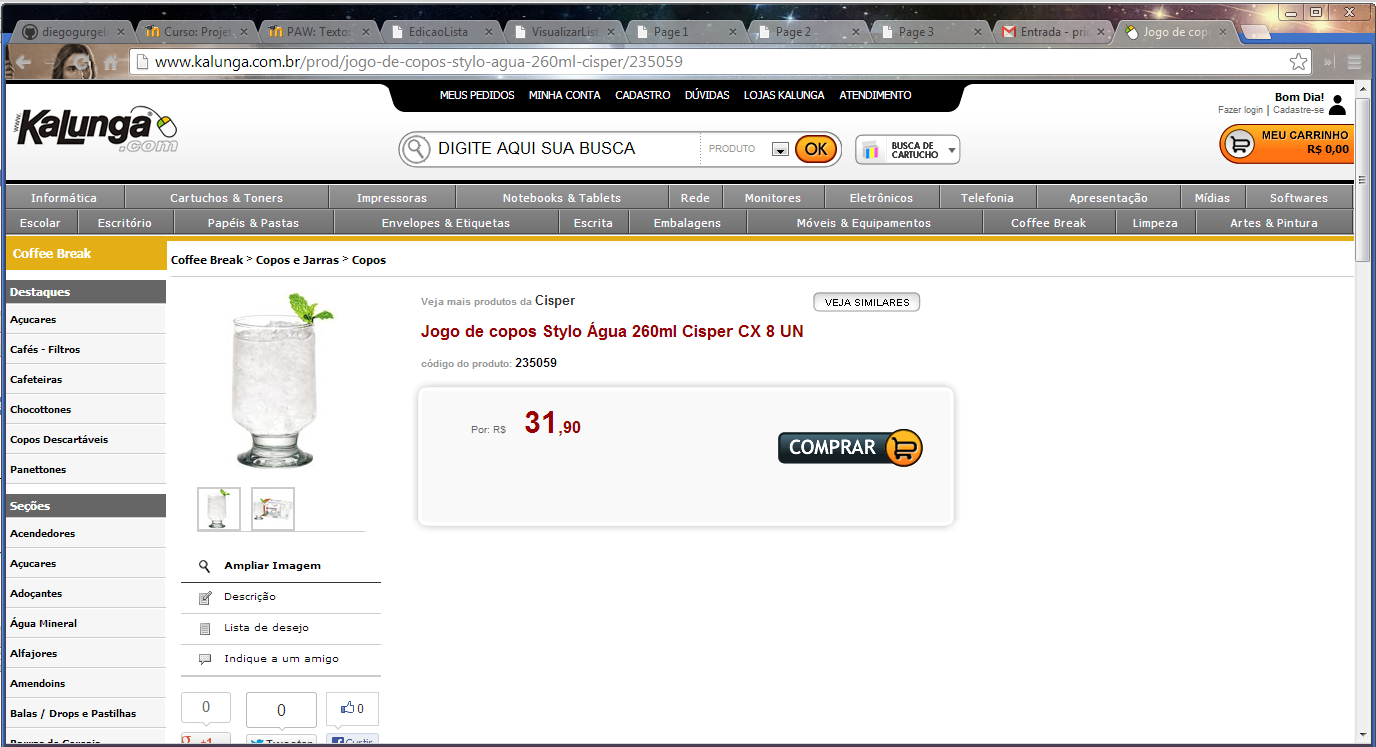 diegogurgel
Curso: Proje
PAW: Texto:
EdicaoLista
VisualizarList
Page 1
Page 2
Page 3
Entrada - pri
Jogo de cop
www.kalunga.com.br/prod/jogo-de-copos-stylo-agua-260ml-cisper/235059
MEUS PEDIDOS MINHA CONTA CADASTRO DÚVIDAS LOJAS KALUNGA ATENDIMENTO
Bom Dia!
Fazer login | Cadastre-se
www.KaLunga®.com
DIGITE AQUI SUA BUSCA PRODUTO OK
BUSCA DE CARTUCHO
MEU CARRINHO
R$ 0,00
Informática Cartuchos & Toners Impressoras Notebooks & Tablets Rede Monitores Eletrônicos Telefonia Apresentação Mídias Softwares
Escolar Escritório Papéis & Pastas Envelopes & Etiquetas Escrita Embalagens Móveis & Equipamentos Coffee Break Limpeza Artes & Pintura
Coffee Break
Destaques
Açucares
Cafés - Filtros
Cafeteiras
Chocottones
Copos Descartáveis
Panettones
Seções
Acendedores
Açucares
Adoçantes
Água Mineral
Alfajores
Amendoins
Balas / Drops e Pastilhas
Coffee Break > Copos e Jarras > Copos
Veja mais produtos da Cisper
VEJA SIMILARES
Jogo de copos Stylo Água 260ml Cisper CX 8 UN
código do produto: 235059
Por: R$ 31,90
COMPRAR
Ampliar Imagem
Descrição
Lista de desejo
Indique a um amigo
0 0 0
+1 Tweetar Curtir